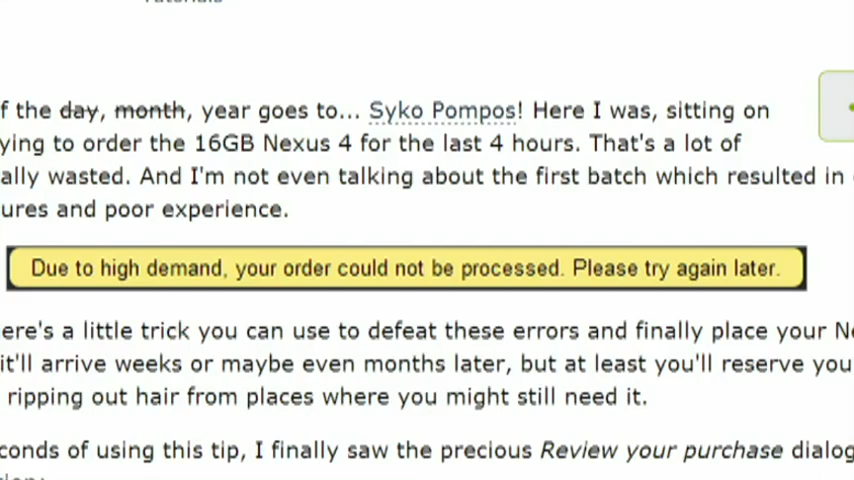 f the day, month, year goes to... Syko Pompos! Here I was, sitting on
ying to order the 16GB Nexus 4 for the last 4 hours. That's a lot of
ally wasted. And I'm not even talking about the first batch which resulted in
ures and poor experience.
Due to high demand, your order could not be processed. Please try again later.
ere's a little trick you can use to defeat these errors and finally place your Ne
it'll arrive weeks or maybe even months later, but at least you'll reserve you
ripping out hair from places where you might still need it.
conds of using this tip, I finally saw the precious Review your purchase dialog